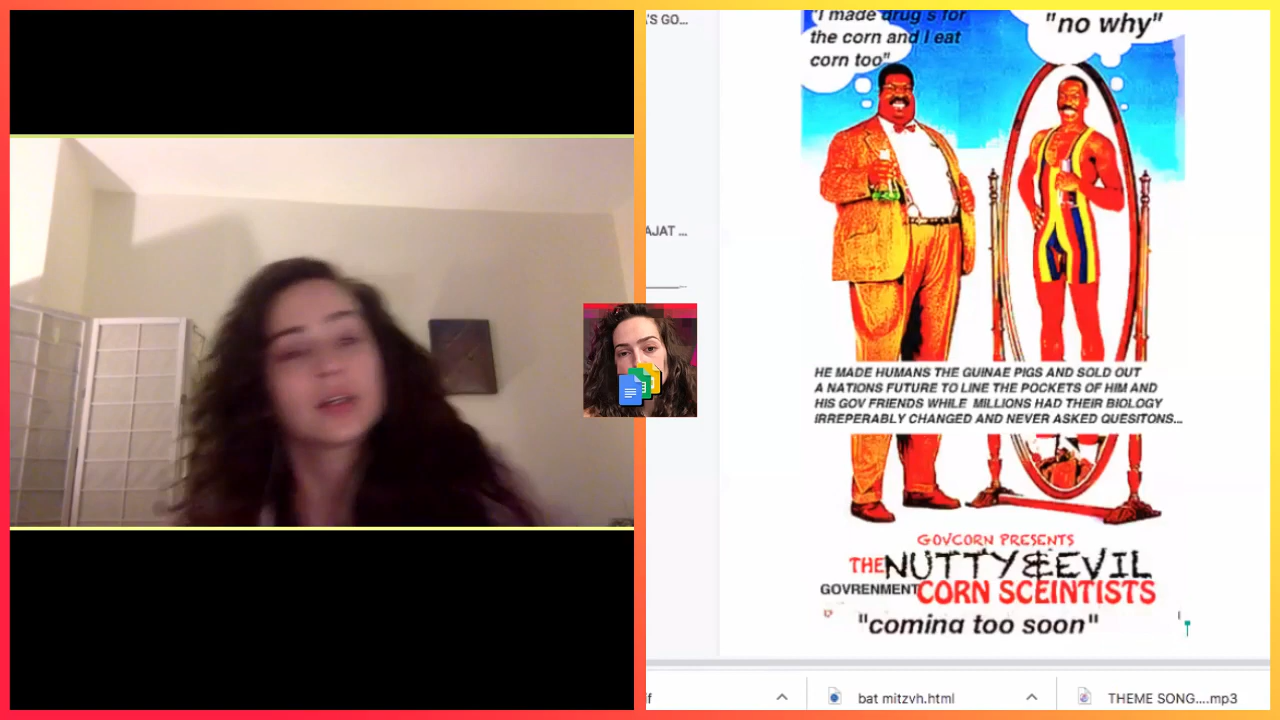 'S GO...
"I made drug's for
the corn and I eat
corn too"
"no why"
AJAT ...
HE MADE HUMANS THE GUINAE PIGS AND SOLD OUT
A NATIONS FUTURE TO LINE THE POCKETS OF HIM AND
HIS GOV FRIENDS WHILE MILLIONS HAD THEIR BIOLOGY
IRREPERABLY CHANGED AND NEVER ASKED QUESITONS...
GOVCORN PRESENTS
THE NUTTY & EVIL
GOVRENMENT CORN SCEINTISTS
"coming too soon"
if
bat mitzvh.html
THEME SONG....mp3